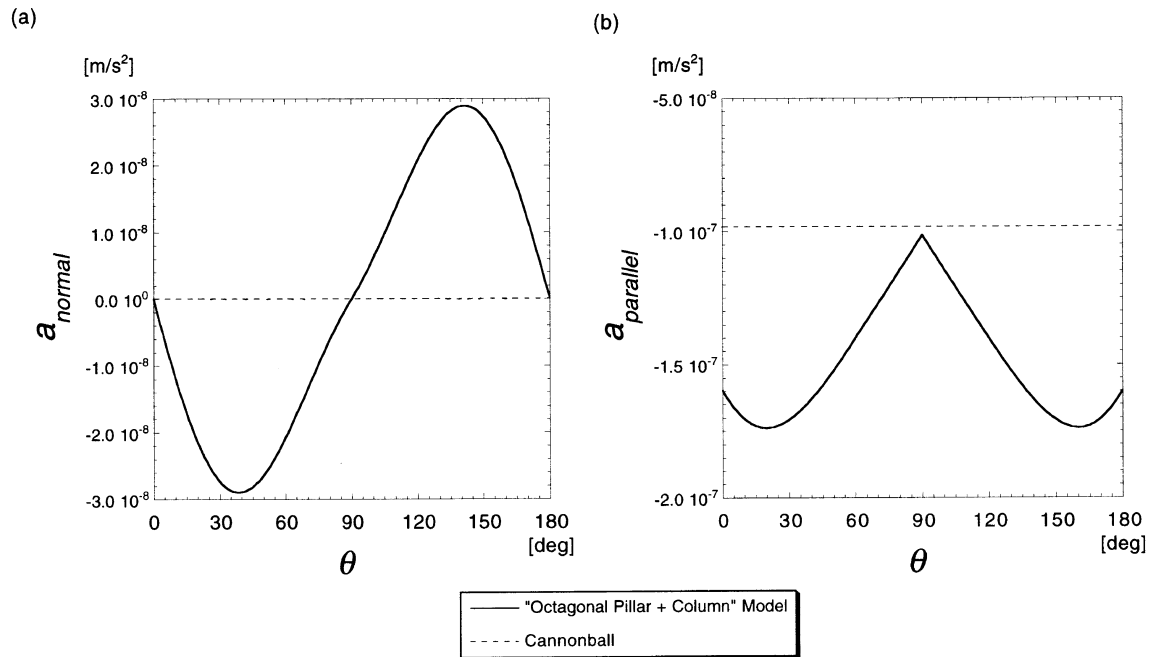 (a)
[m/s²]
3.0 10⁻⁸
2.0 10⁻⁸
1.0 10⁻⁸
0.0 10⁰
-1.0 10⁻⁸
-2.0 10⁻⁸
-3.0 10⁻⁸
a normal
0 30 60 90 120 150 180
[deg]
θ
(b)
[m/s²]
-5.0 10⁻⁸
-1.0 10⁻⁷
-1.5 10⁻⁷
-2.0 10⁻⁷
a parallel
0 30 60 90 120 150 180
[deg]
θ
"Octagonal Pillar + Column" Model
Cannonball